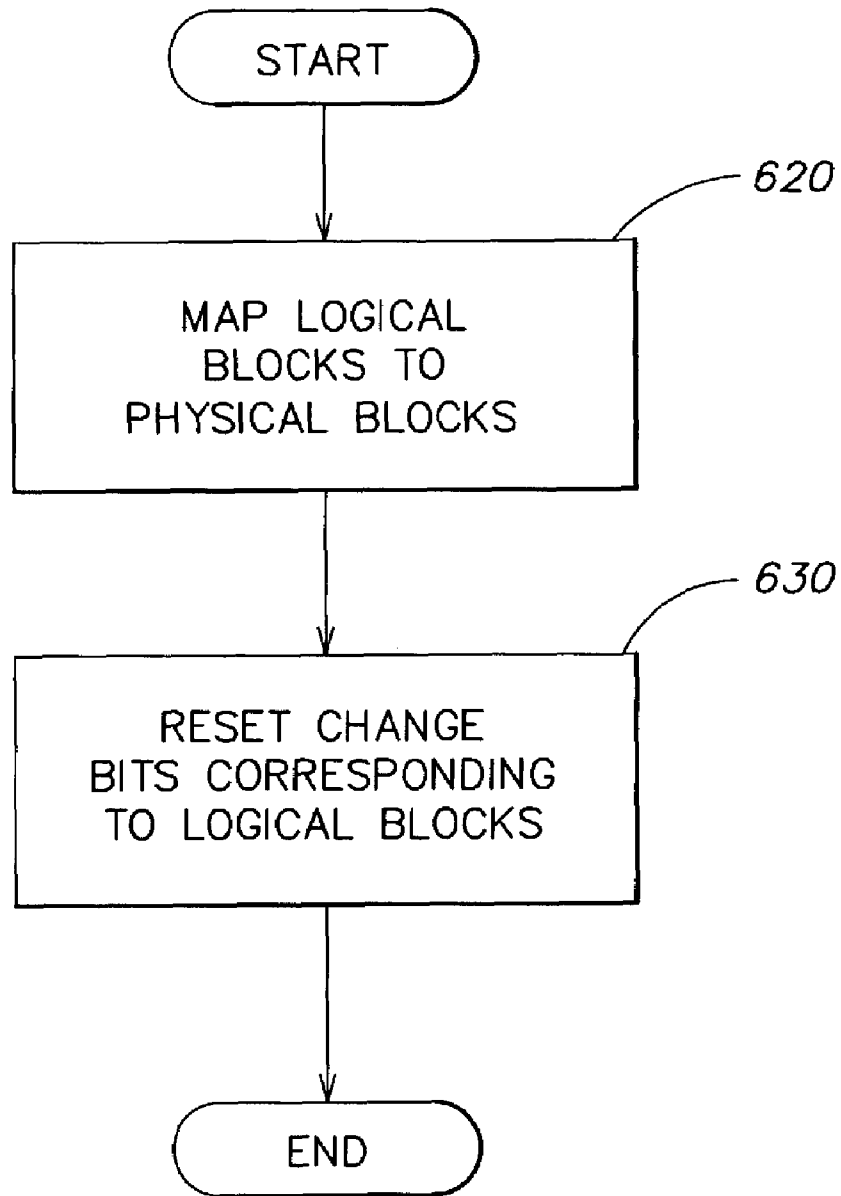 START
620
MAP LOGICAL
BLOCKS TO
PHYSICAL BLOCKS
630
RESET CHANGE
BITS CORRESPONDING
TO LOGICAL BLOCKS
END